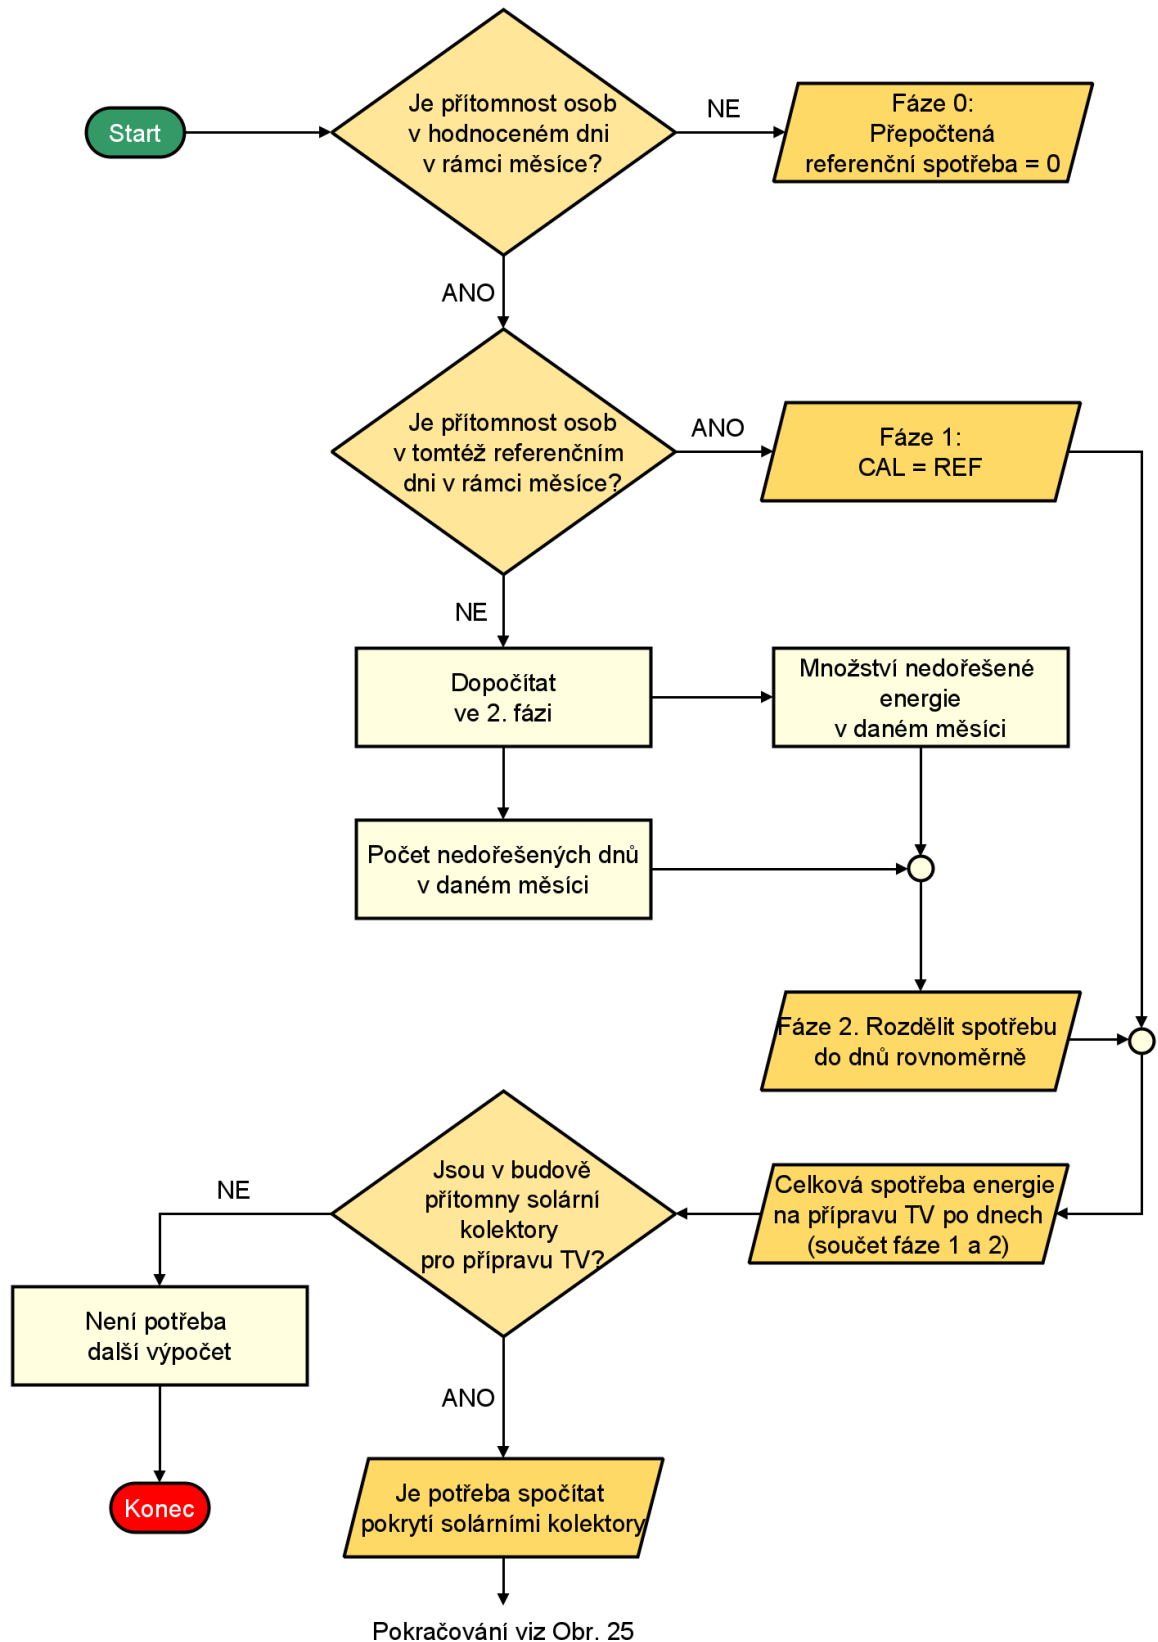 Start
Je přítomnost osob
v hodnoceném dni
v rámci měsíce?
NE
Fáze 0:
Přepočtená
referenční spotřeba = 0
ANO
Je přítomnost osob
v tomtéž referenčním
dni v rámci měsíce?
ANO
Fáze 1:
CAL = REF
NE
Dopočítat
ve 2. fázi
Množství nedořešené
energie
v daném měsíci
Počet nedořešených dnů
v daném měsíci
Fáze 2. Rozdělit spotřebu
do dnů rovnoměrně
Celková spotřeba energie
na přípravu TV po dnech
(součet fáze 1 a 2)
Jsou v budově
přítomny solární
kolektory
pro přípravu TV?
NE
Není potřeba
další výpočet
Konec
ANO
Je potřeba spočítat
pokrytí solárními kolektory
Pokračování viz Obr. 25